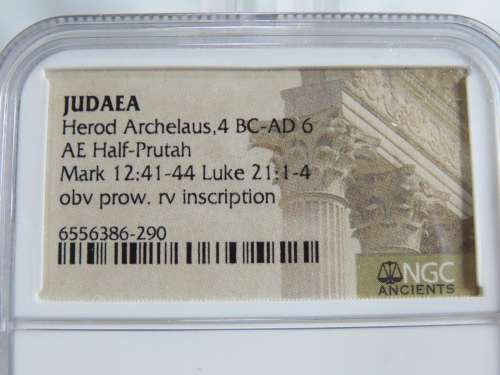 JUDAEA
Herod Archelaus,4 BC-AD 6
AE Half-Prutah
Mark 12:41-44 Luke 21:1-4
obv prow. rv inscription
6556386-290
NGC
ANCIENTS